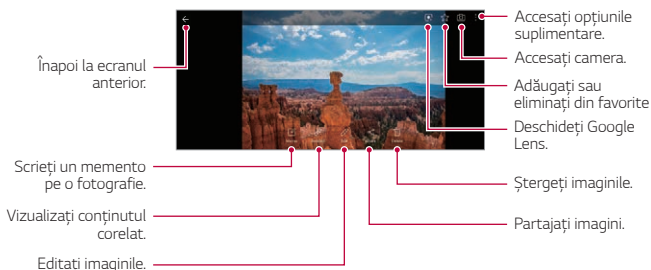 Înapoi la ecranul
anterior.
Scrieți un memento
pe o fotografie.
Vizualizați conținutul
corelat.
Editați imaginile.
Accesați opțiunile
suplimentare.
Accesați camera.
Adăugați sau
eliminați din favorite
Deschideți Google
Lens.
Ștergeți imaginile.
Partajați imagini.